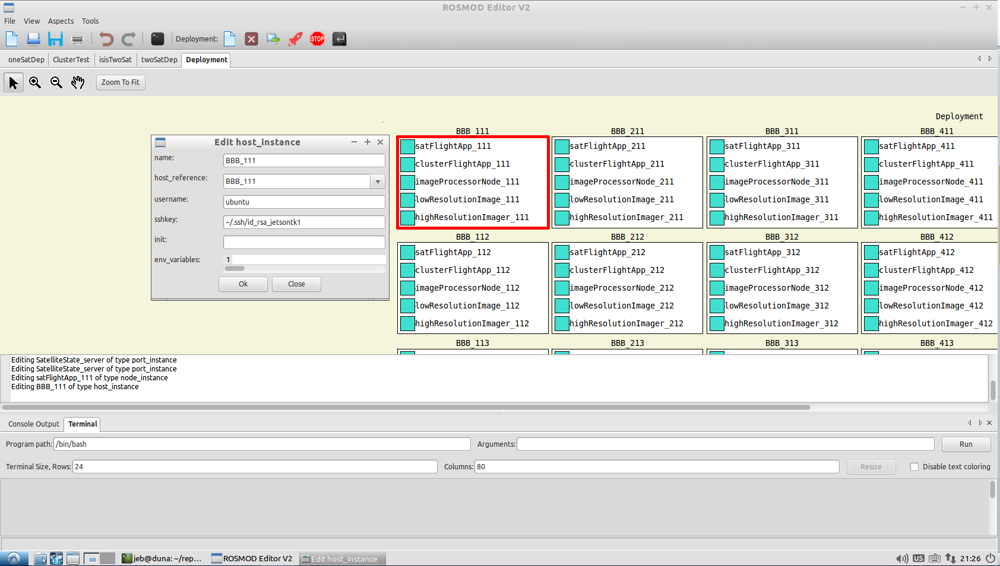 ROSMOD Editor V2
File View Aspects Tools
Deployment: STOP
oneSatDep ClusterTest isisTwoSat twoSatDep Deployment
Zoom To Fit
Deployment
BBB_111 BBB_211 BBB_311 BBB_411
satFlightApp_111 satFlightApp_211 satFlightApp_311 satFlightApp_411
clusterFlightApp_111 clusterFlightApp_211 clusterFlightApp_311 clusterFlightApp_411
imageProcessorNode_111 imageProcessorNode_211 imageProcessorNode_311 imageProcessorNode_411
lowResolutionImage_111 lowResolutionImage_211 lowResolutionImage_311 lowResolutionImage_411
highResolutionImager_111 highResolutionImager_211 highResolutionImager_311 highResolutionImager_411
BBB_112 BBB_212 BBB_312 BBB_412
satFlightApp_112 satFlightApp_212 satFlightApp_312 satFlightApp_412
clusterFlightApp_112 clusterFlightApp_212 clusterFlightApp_312 clusterFlightApp_412
imageProcessorNode_112 imageProcessorNode_212 imageProcessorNode_312 imageProcessorNode_412
lowResolutionImage_112 lowResolutionImage_212 lowResolutionImage_312 lowResolutionImage_412
highResolutionImager_112 highResolutionImager_212 highResolutionImager_312 highResolutionImager_412
BBB_113 BBB_213 BBB_313 BBB_413
Edit host_instance
name: BBB_111
host_reference: BBB_111
username: ubuntu
sshkey: ~/.ssh/id_rsa_jetsontk1
init:
env_variables: 1
Ok Close
Editing SatelliteState_server of type port_instance
Editing SatelliteState_server of type port_instance
Editing satFlightApp_111 of type node_instance
Editing BBB_111 of type host_instance
Console Output Terminal
Program path: /bin/bash Arguments: Run
Terminal Size, Rows: 24 Columns: 80 Resize Disable text coloring
jeb@duna: ~/rep... ROSMOD Editor V2 Edit host_instance US 21:26